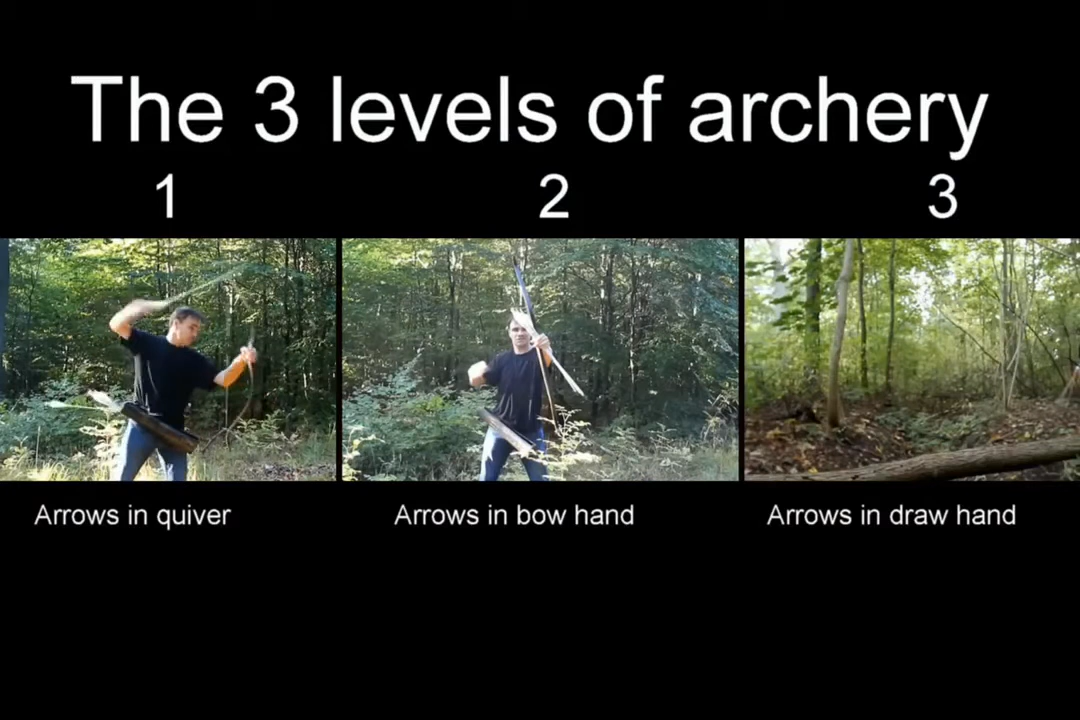 The 3 levels of archery
1 2 3
Arrows in quiver Arrows in bow hand Arrows in draw hand